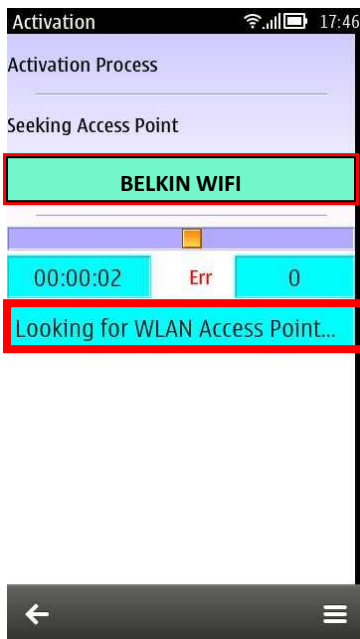 Activation 17:46
Activation Process
Seeking Access Point
BELKIN WIFI
00:00:02 Err 0
Looking for WLAN Access Point...